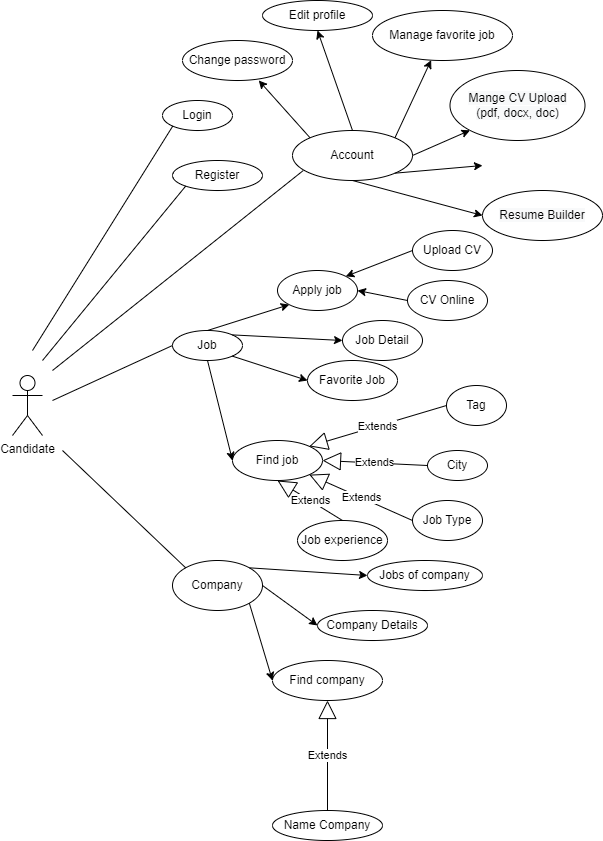 Edit profile
Manage favorite job
Change password
Mange CV Upload
(pdf, docx, doc)
Login
Account
Register
Resume Builder
Upload CV
Apply job
CV Online
Job
Job Detail
Favorite Job
Tag
Extends
Candidate
Find job
Extends
City
Extends
Extends
Job Type
Job experience
Jobs of company
Company
Company Details
Find company
Extends
Name Company